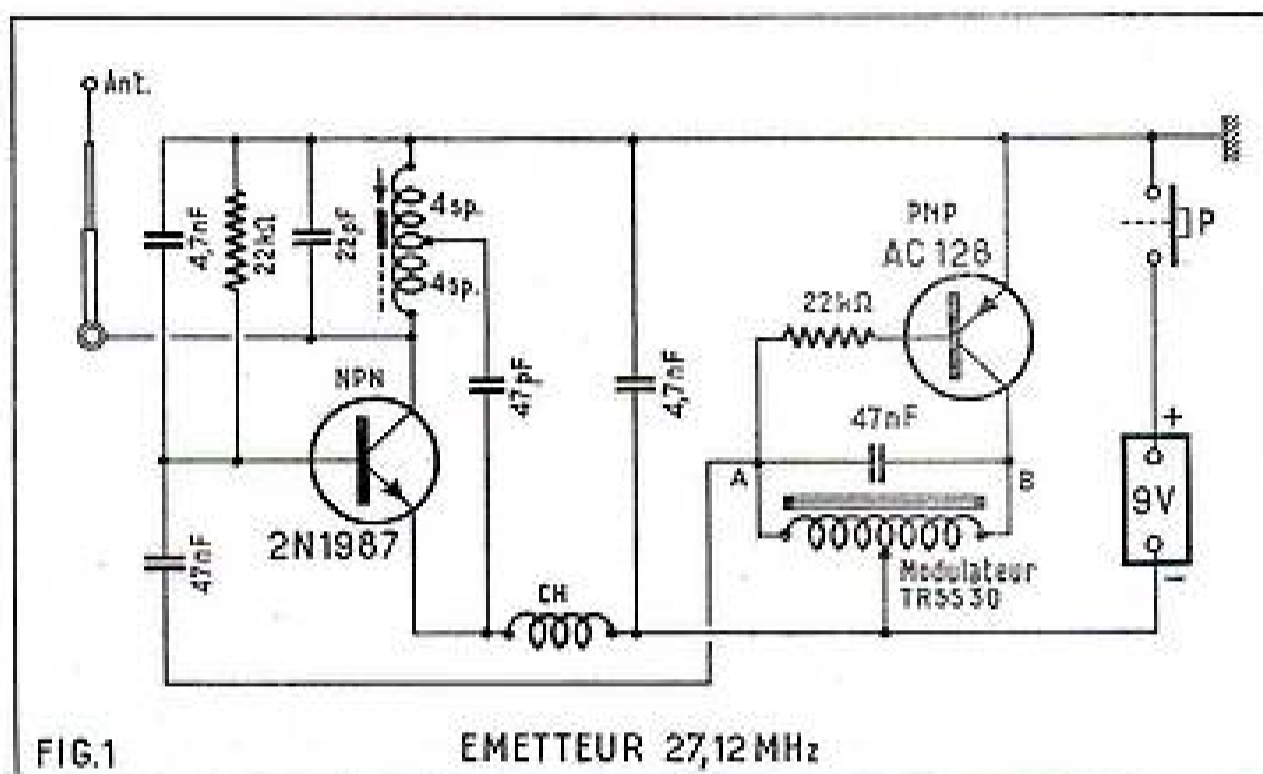 Ant.
4,7nF
22kΩ
22pF
4sp.
4sp.
NPN
2N1987
47pF
4,7nF
47nF
CH
PNP
AC 128
22kΩ
47nF
A
B
Modulateur
TRSS30
P
+
9V
-
FIG.1
EMETTEUR 27,12 MHz